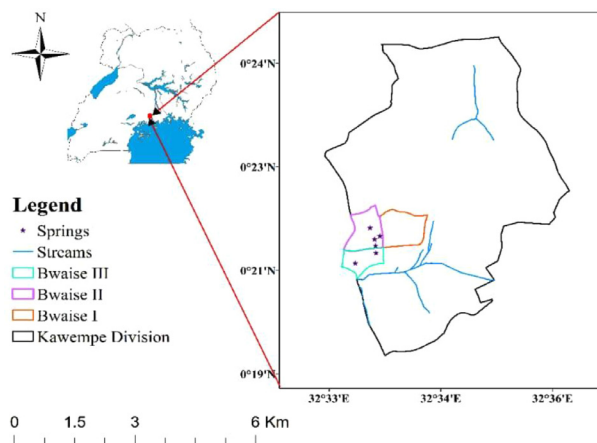 N
W
E
S
Legend
Springs
Streams
Bwaise III
Bwaise II
Bwaise I
Kawempe Division
0 1.5 3 6 Km
0°24'N
0°23'N
0°21'N
0°19'N
32°33'E 32°34'E 32°36'E